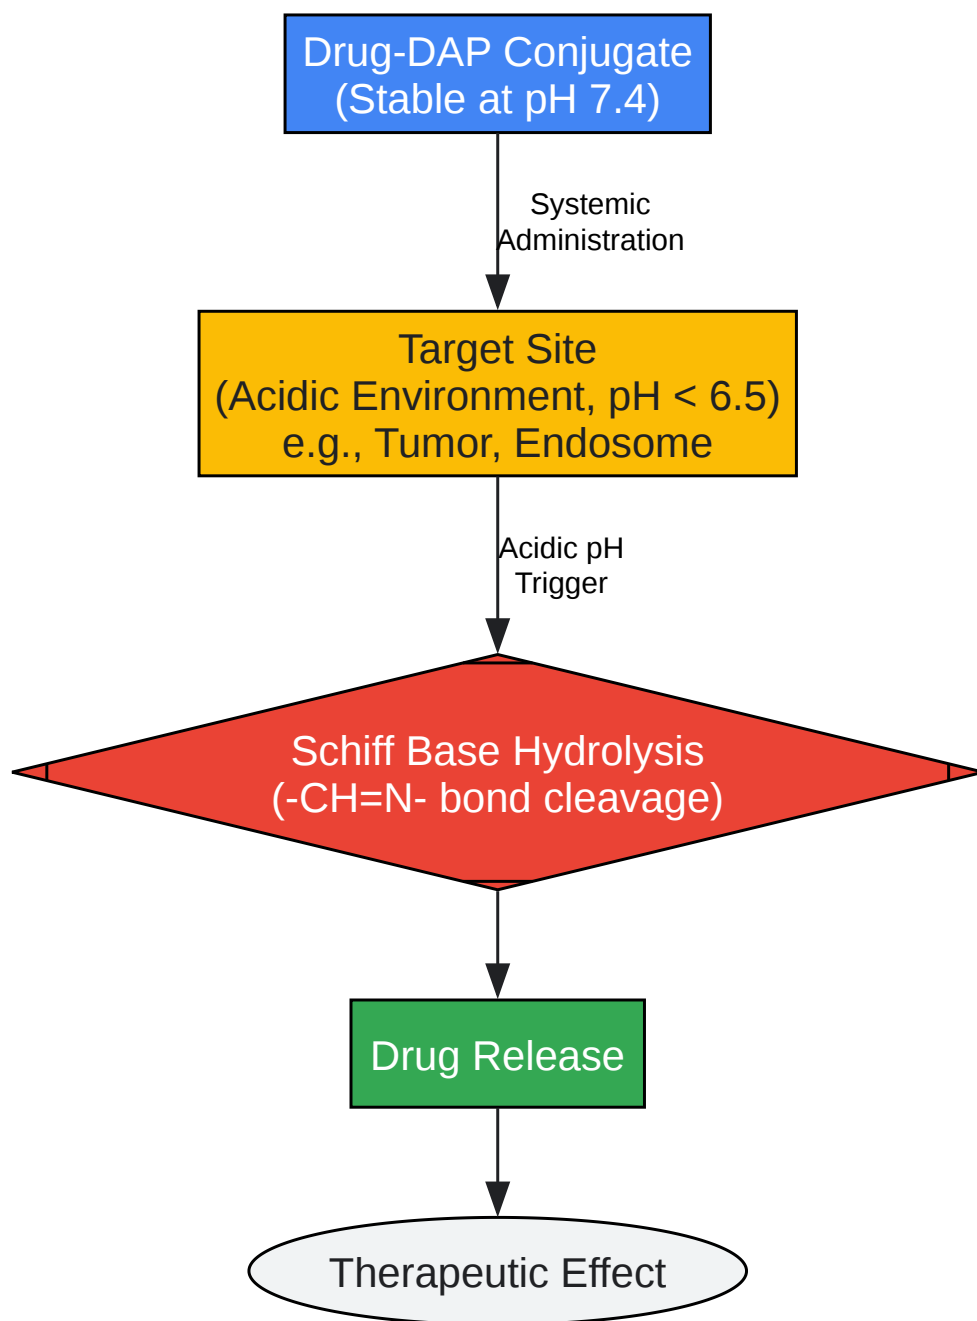 Drug-DAP Conjugate
(Stable at pH 7.4)
Systemic
Administration
Target Site
(Acidic Environment, pH < 6.5)
e.g., Tumor, Endosome
Acidic pH
Trigger
Schiff Base Hydrolysis
(-CH=N- bond cleavage)
Drug Release
Therapeutic Effect